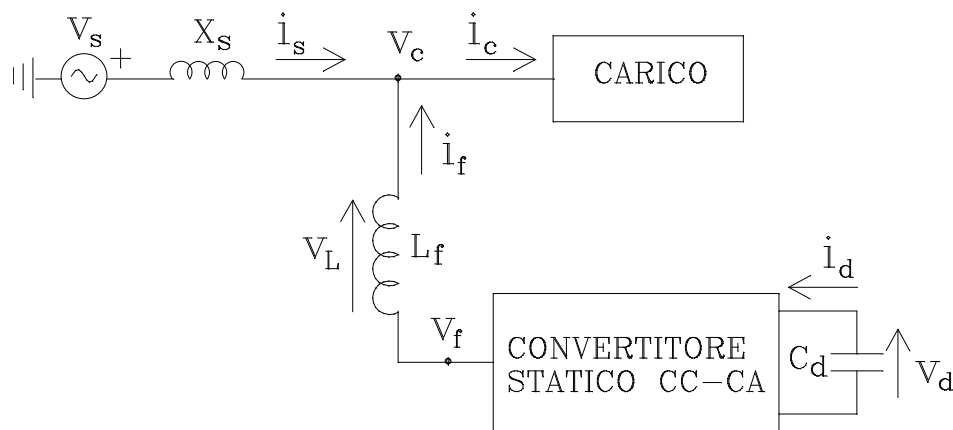 Vs
+
Xs
is
Vc
ic
CARICO
if
VL
Lf
id
Vf
CONVERTITORE
STATICO CC-CA
Cd
Vd